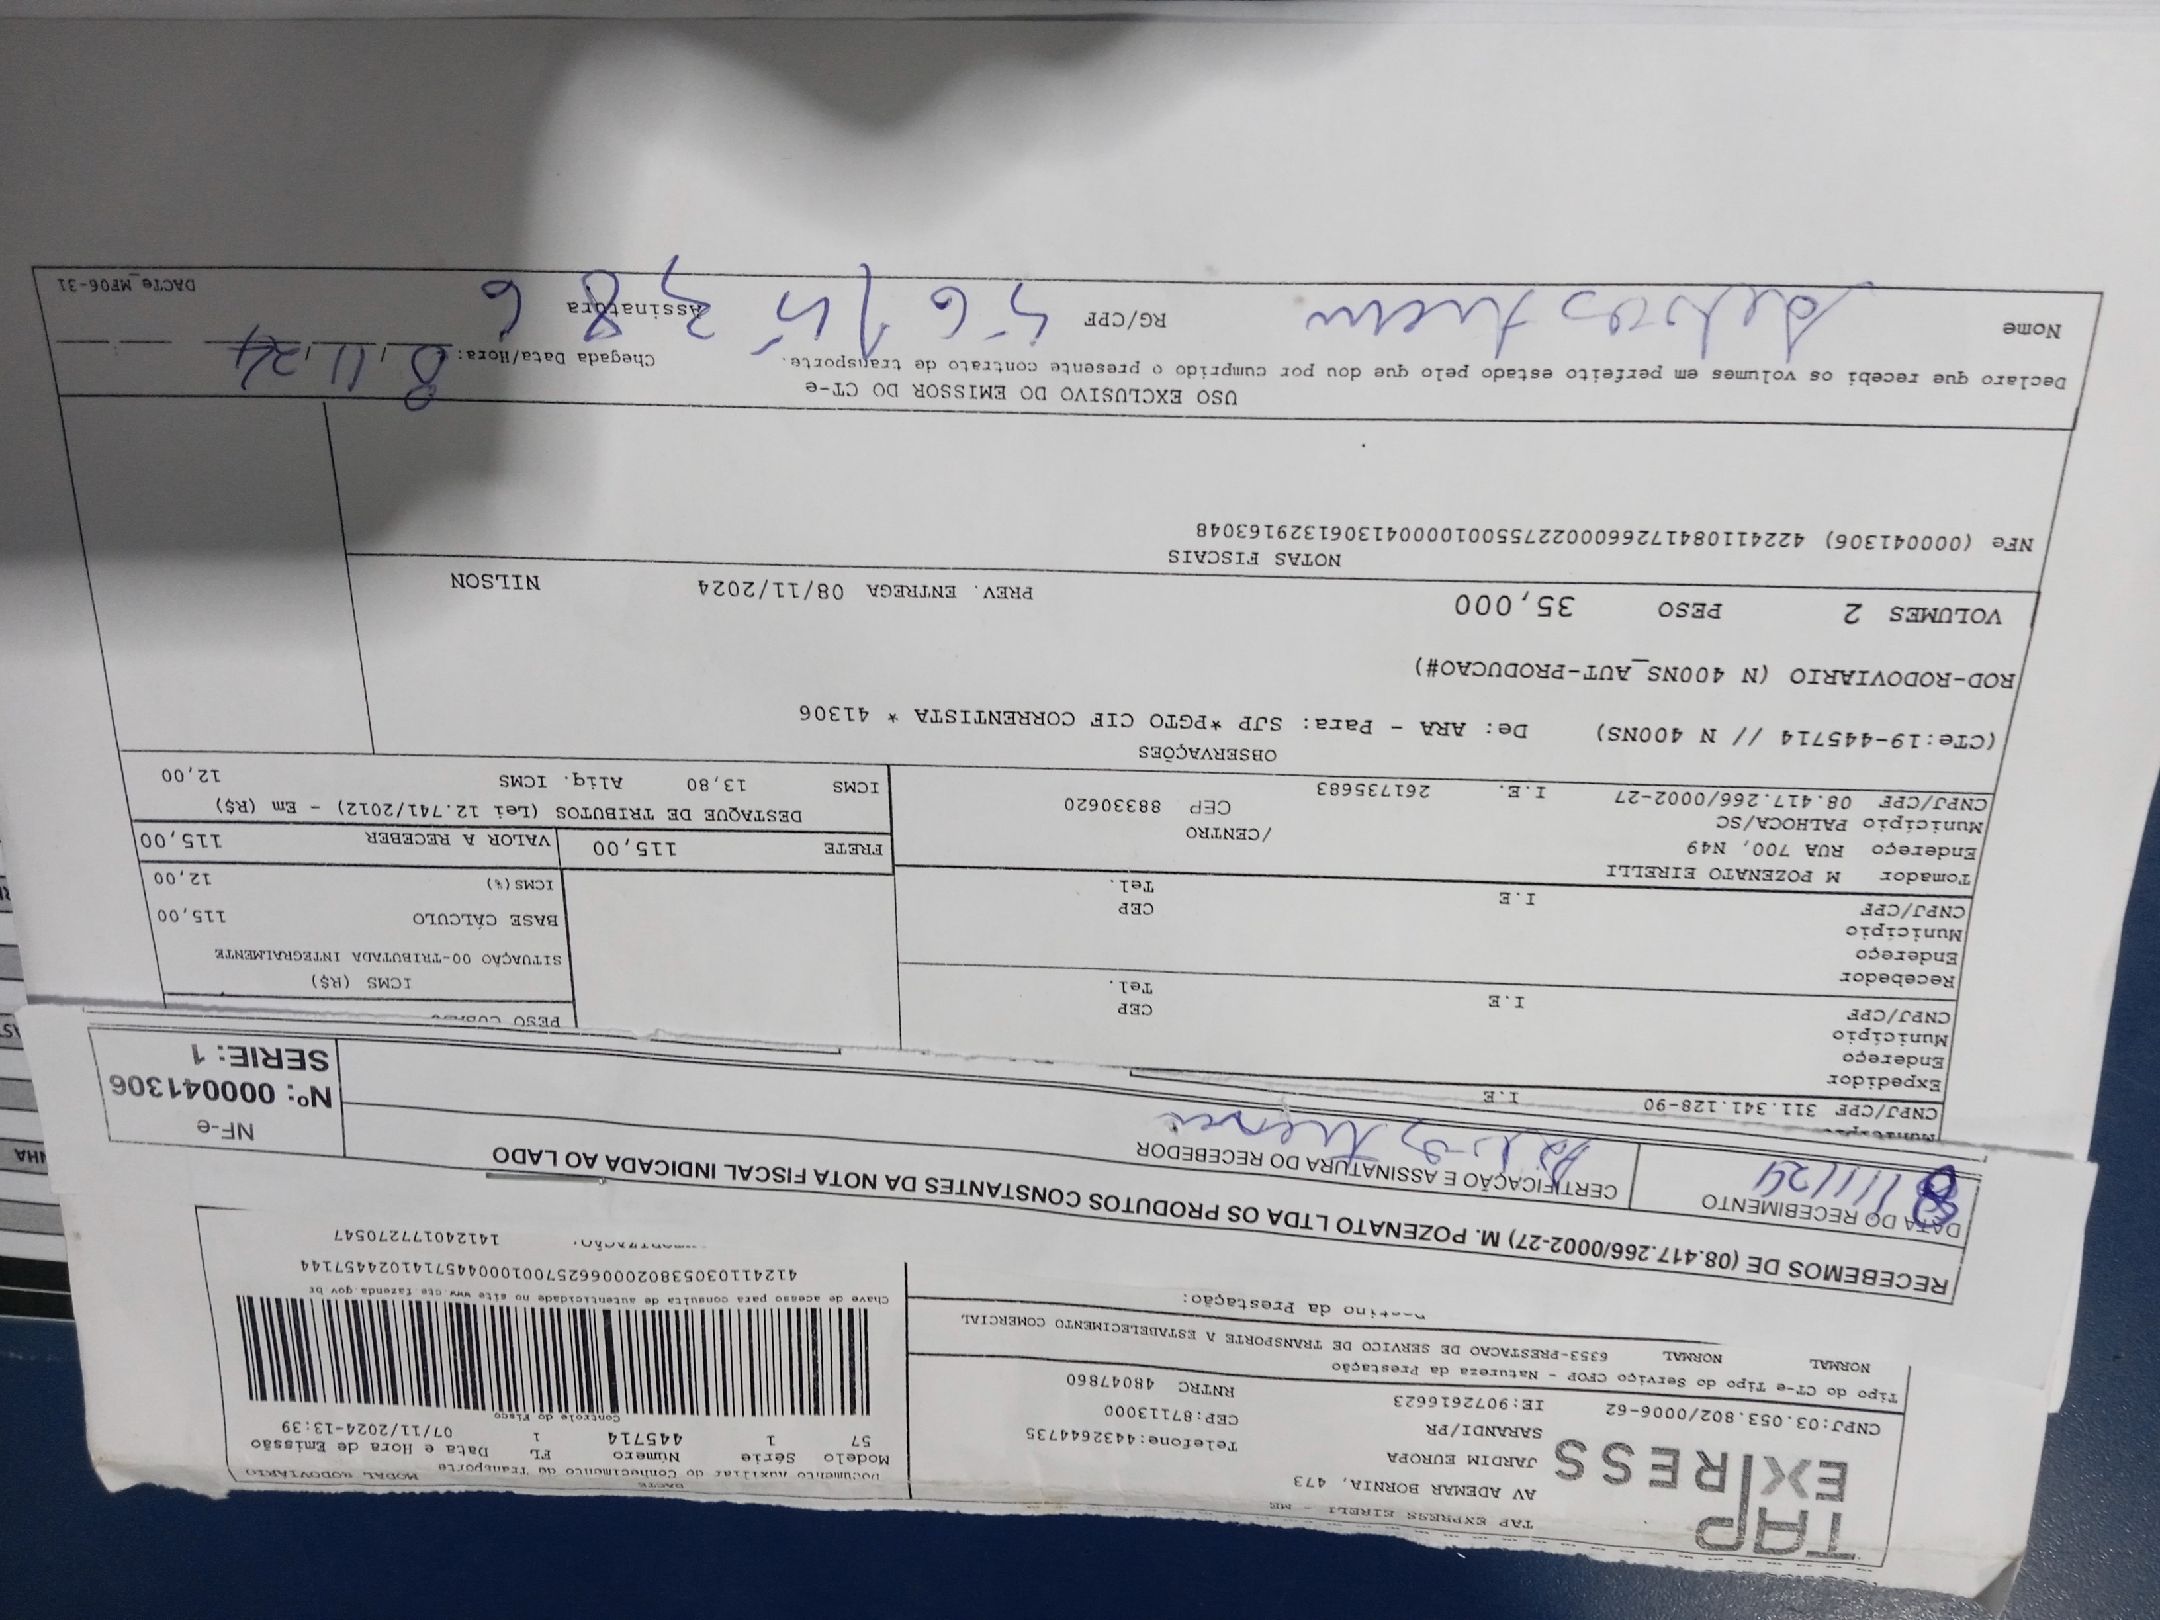 TAP
EXPRESS
TAP EXPRESS EIRELI - ME
AV ADEMAR BORNIA, 473
JARDIM EUROPA
SARANDI/PR
CEP:87113000
Telefone:4432644735
CNPJ:03.053.802/0006-62 IE:9072616623 RNTRC 48047860
Tipo do CT-e Tipo do Serviço CFOP - Natureza da Prestação
NORMAL NORMAL 6353-PRESTACAO DE SERVICO DE TRANSPORTE A ESTABELECIMENTO COMERCIAL
da Prestação:
DACTE
Documento Auxiliar do Conhecimento de Transporte MODAL RODOVIÁRIO
Modelo Série Número FL Data e Hora de Emissão
57 1 445714 1 07/11/2024-13:39
Controle do Fisco
Chave de acesso para consulta de autenticidade no site www.cte.fazenda.gov.br
41241103053802000662570010004457141024457144
141240177270547
RECEBEMOS DE (08.417.266/0002-27) M. POZENATO LTDA OS PRODUTOS CONSTANTES DA NOTA FISCAL INDICADA AO LADO
DATA DO RECEBIMENTO
8/11/24
CERTIFICAÇÃO E ASSINATURA DO RECEBEDOR
NF-e
Nº: 000041306
SERIE: 1
CNPJ/CPF 311.341.128-90 I.E
Expedidor
Endereço
Município CEP
CNPJ/CPF I.E Tel.
Recebedor
Endereço
Município CEP
CNPJ/CPF I.E Tel.
Tomador M POZENATO EIRELLI
Endereço RUA 700, N49 /CENTRO
Município PALHOCA/SC CEP 88330620
CNPJ/CPF 08.417.266/0002-27 I.E. 261735683
PESO
ICMS (R$)
SITUAÇÃO 00-TRIBUTADA INTEGRALMENTE
BASE CÁLCULO 115,00
ICMS(%) 12,00
FRETE 115,00 VALOR A RECEBER 115,00
DESTAQUE DE TRIBUTOS (Lei 12.741/2012) - Em (R$)
ICMS 13,80 Aliq. ICMS 12,00
OBSERVAÇÕES
(CTe:19-445714 // N 400NS) De: ARA - Para: SJP *PGTO CIF CORRENTISTA * 41306
ROD-RODOVIARIO (N 400NS_AUT-PRODUCAO#)
VOLUMES 2 PESO 35,000 PREV. ENTREGA 08/11/2024 NILSON
NOTAS FISCAIS
NFe (000041306) 42241108417266000227550010000413061329163048
USO EXCLUSIVO DO EMISSOR DO CT-e
Declaro que recebi os volumes em perfeito estado pelo que dou por cumprido o presente contrato de transporte.
Chegada Data/Hora: 8/11/24
Nome RG/CPF Assinatura
DACTe_MF06-31